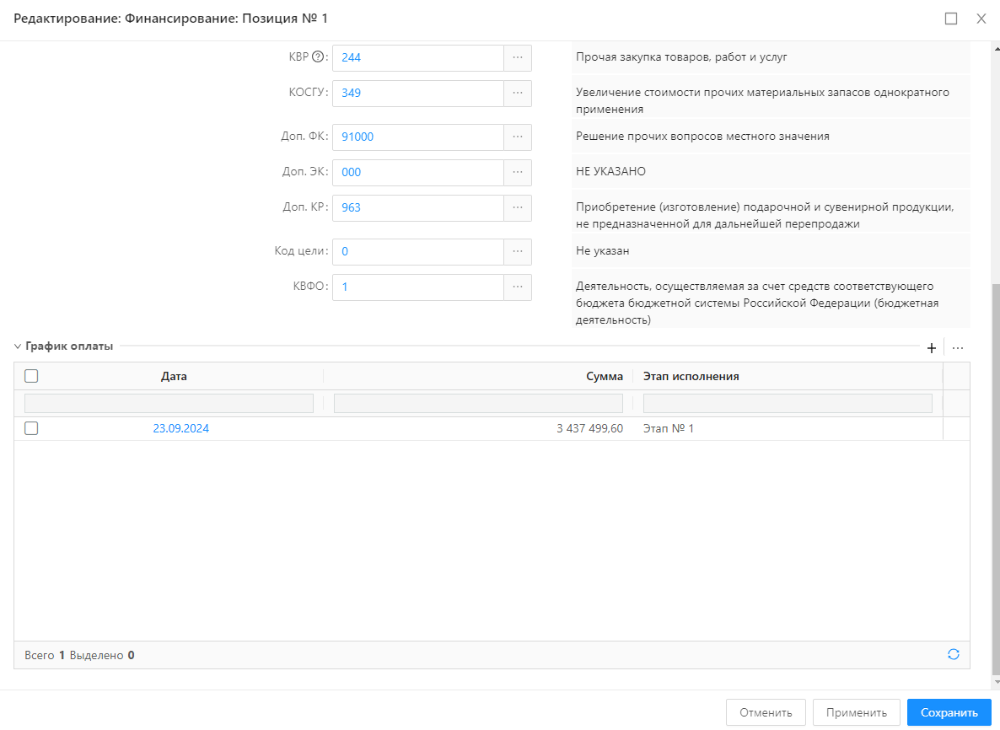 Редактирование: Финансирование: Позиция № 1
КВР ?: 244 ... Прочая закупка товаров, работ и услуг
КОСГУ: 349 ... Увеличение стоимости прочих материальных запасов однократного
применения
Доп. ФК: 91000 ... Решение прочих вопросов местного значения
Доп. ЭК: 000 ... НЕ УКАЗАНО
Доп. КР: 963 ... Приобретение (изготовление) подарочной и сувенирной продукции,
не предназначенной для дальнейшей перепродажи
Код цели: 0 ... Не указан
КВФО: 1 ... Деятельность, осуществляемая за счет средств соответствующего
бюджета бюджетной системы Российской Федерации (бюджетная
деятельность)
График оплаты + ...
Дата Сумма Этап исполнения
23.09.2024 3 437 499,60 Этап № 1
Всего 1 Выделено 0
Отменить Применить Сохранить